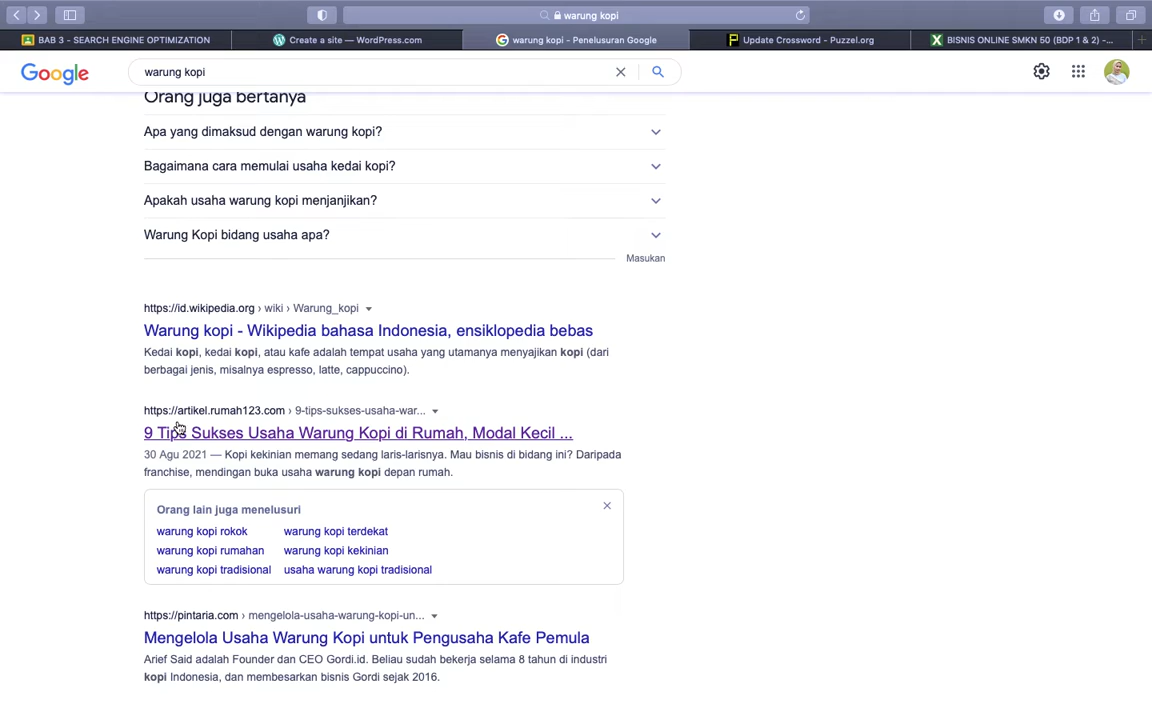 warung kopi
BAB 3 - SEARCH ENGINE OPTIMIZATION
Create a site — WordPress.com
warung kopi - Penelusuran Google
Update Crossword - Puzzel.org
BISNIS ONLINE SMKN 50 (BDP 1 & 2) -...
Google
warung kopi
Orang juga bertanya
Apa yang dimaksud dengan warung kopi?
Bagaimana cara memulai usaha kedai kopi?
Apakah usaha warung kopi menjanjikan?
Warung Kopi bidang usaha apa?
Masukan
https://id.wikipedia.org › wiki › Warung_kopi
Warung kopi - Wikipedia bahasa Indonesia, ensiklopedia bebas
Kedai kopi, kedai kopi, atau kafe adalah tempat usaha yang utamanya menyajikan kopi (dari
berbagai jenis, misalnya espresso, latte, cappuccino).
https://artikel.rumah123.com › 9-tips-sukses-usaha-war...
9 Tips Sukses Usaha Warung Kopi di Rumah, Modal Kecil ...
30 Agu 2021 — Kopi kekinian memang sedang laris-larisnya. Mau bisnis di bidang ini? Daripada
franchise, mendingan buka usaha warung kopi depan rumah.
Orang lain juga menelusuri
warung kopi rokok warung kopi terdekat
warung kopi rumahan warung kopi kekinian
warung kopi tradisional usaha warung kopi tradisional
https://pintaria.com › mengelola-usaha-warung-kopi-un...
Mengelola Usaha Warung Kopi untuk Pengusaha Kafe Pemula
Arief Said adalah Founder dan CEO Gordi.id. Beliau sudah bekerja selama 8 tahun di industri
kopi Indonesia, dan membesarkan bisnis Gordi sejak 2016.